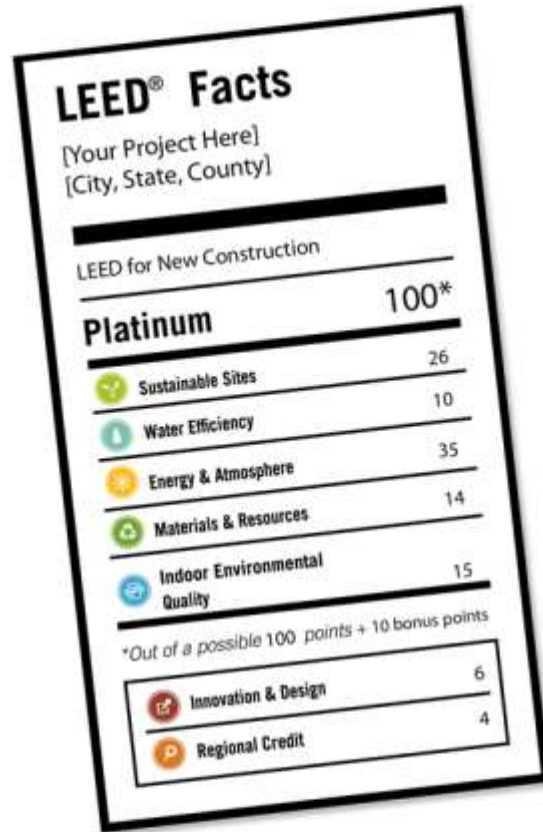 LEED® Facts
[Your Project Here]
[City, State, County]
LEED for New Construction
Platinum 100*
Sustainable Sites 26
Water Efficiency 10
Energy & Atmosphere 35
Materials & Resources 14
Indoor Environmental
Quality 15
*Out of a possible 100 points + 10 bonus points
Innovation & Design 6
Regional Credit 4